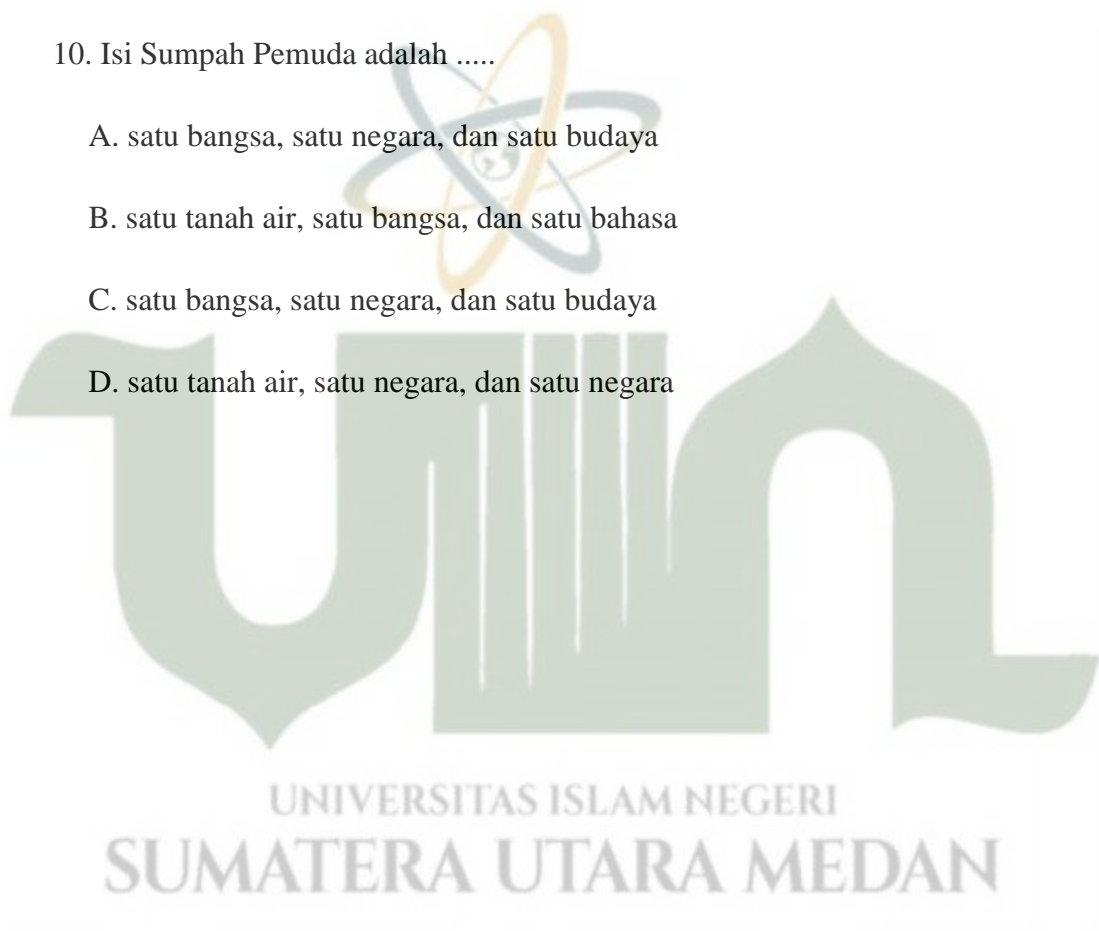 10. Isi Sumpah Pemuda adalah .....
A. satu bangsa, satu negara, dan satu budaya
B. satu tanah air, satu bangsa, dan satu bahasa
C. satu bangsa, satu negara, dan satu budaya
D. satu tanah air, satu negara, dan satu negara
UNIVERSITAS ISLAM NEGERI
SUMATERA UTARA MEDAN